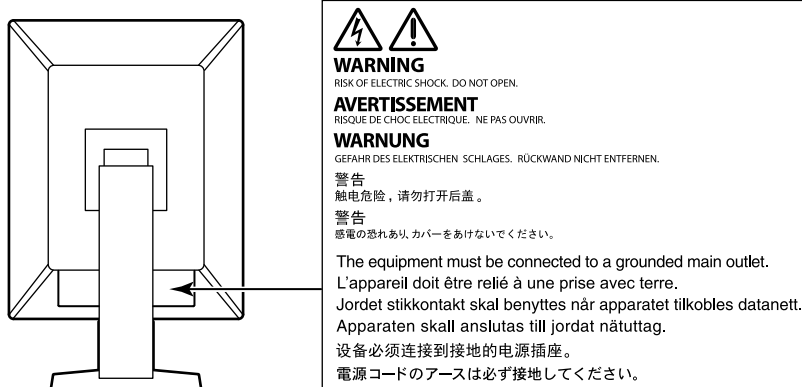 WARNING
RISK OF ELECTRIC SHOCK. DO NOT OPEN.
AVERTISSEMENT
RISQUE DE CHOC ELECTRIQUE. NE PAS OUVRIR.
WARNUNG
GEFAHR DES ELEKTRISCHEN SCHLAGES. RÜCKWAND NICHT ENTFERNEN.
警告
触电危险，请勿打开后盖。
警告
感電の恐れあり、カバーをあけないでください。
The equipment must be connected to a grounded main outlet.
L'appareil doit être relié à une prise avec terre.
Jordet stikkontakt skal benyttes når apparatet tilkobles datanett.
Apparaten skall anslutas till jordat nätuttag.
设备必须连接到接地的电源插座。
電源コードのアースは必ず接地してください。